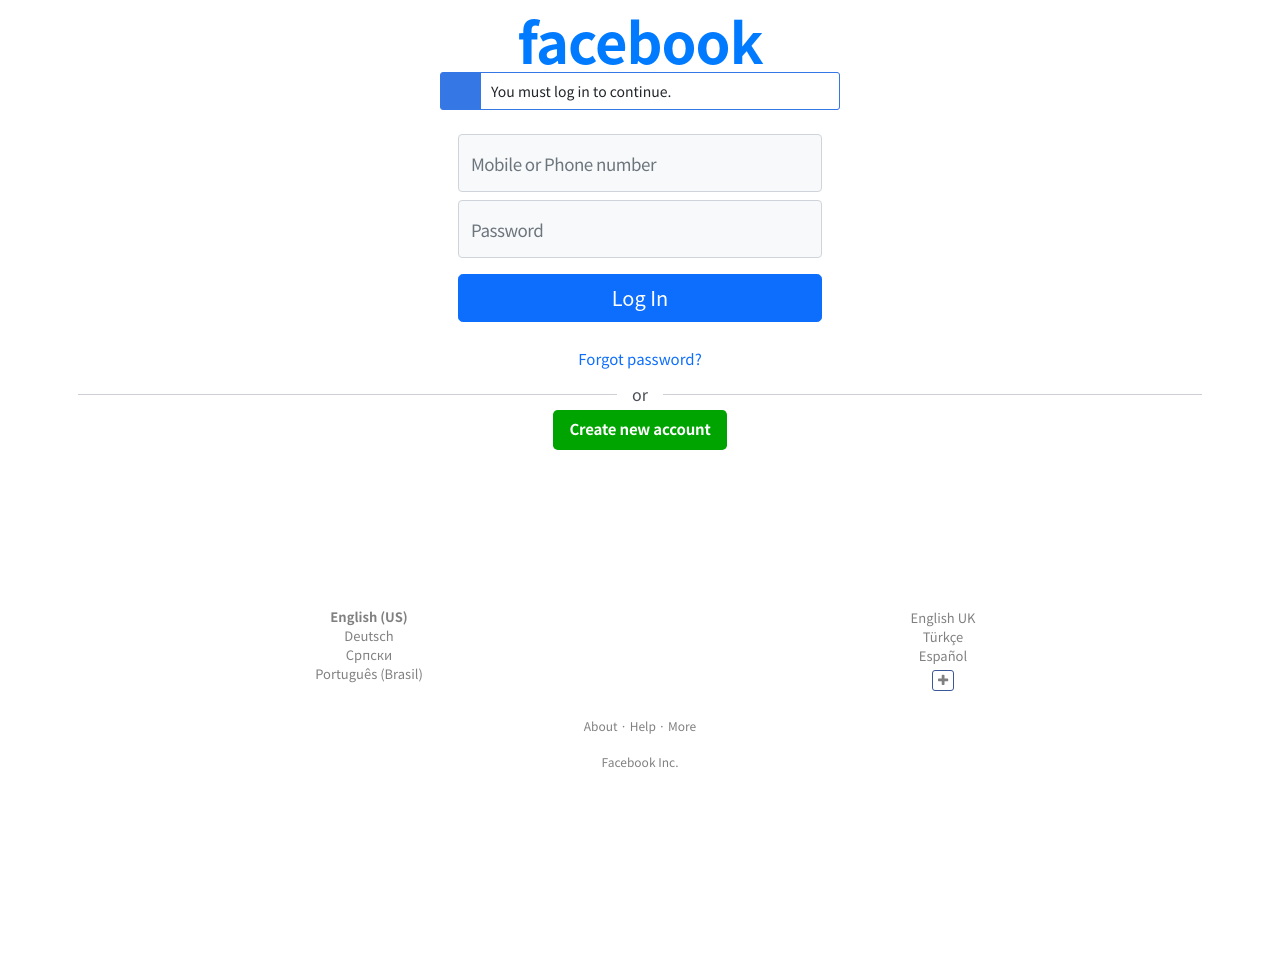 facebook
You must log in to continue.
Mobile or Phone number
Password
Log In
Forgot password?
or
Create new account
English (US)
Deutsch
Српски
Português (Brasil)
English UK
Türkçe
Español
About · Help · More
Facebook Inc.